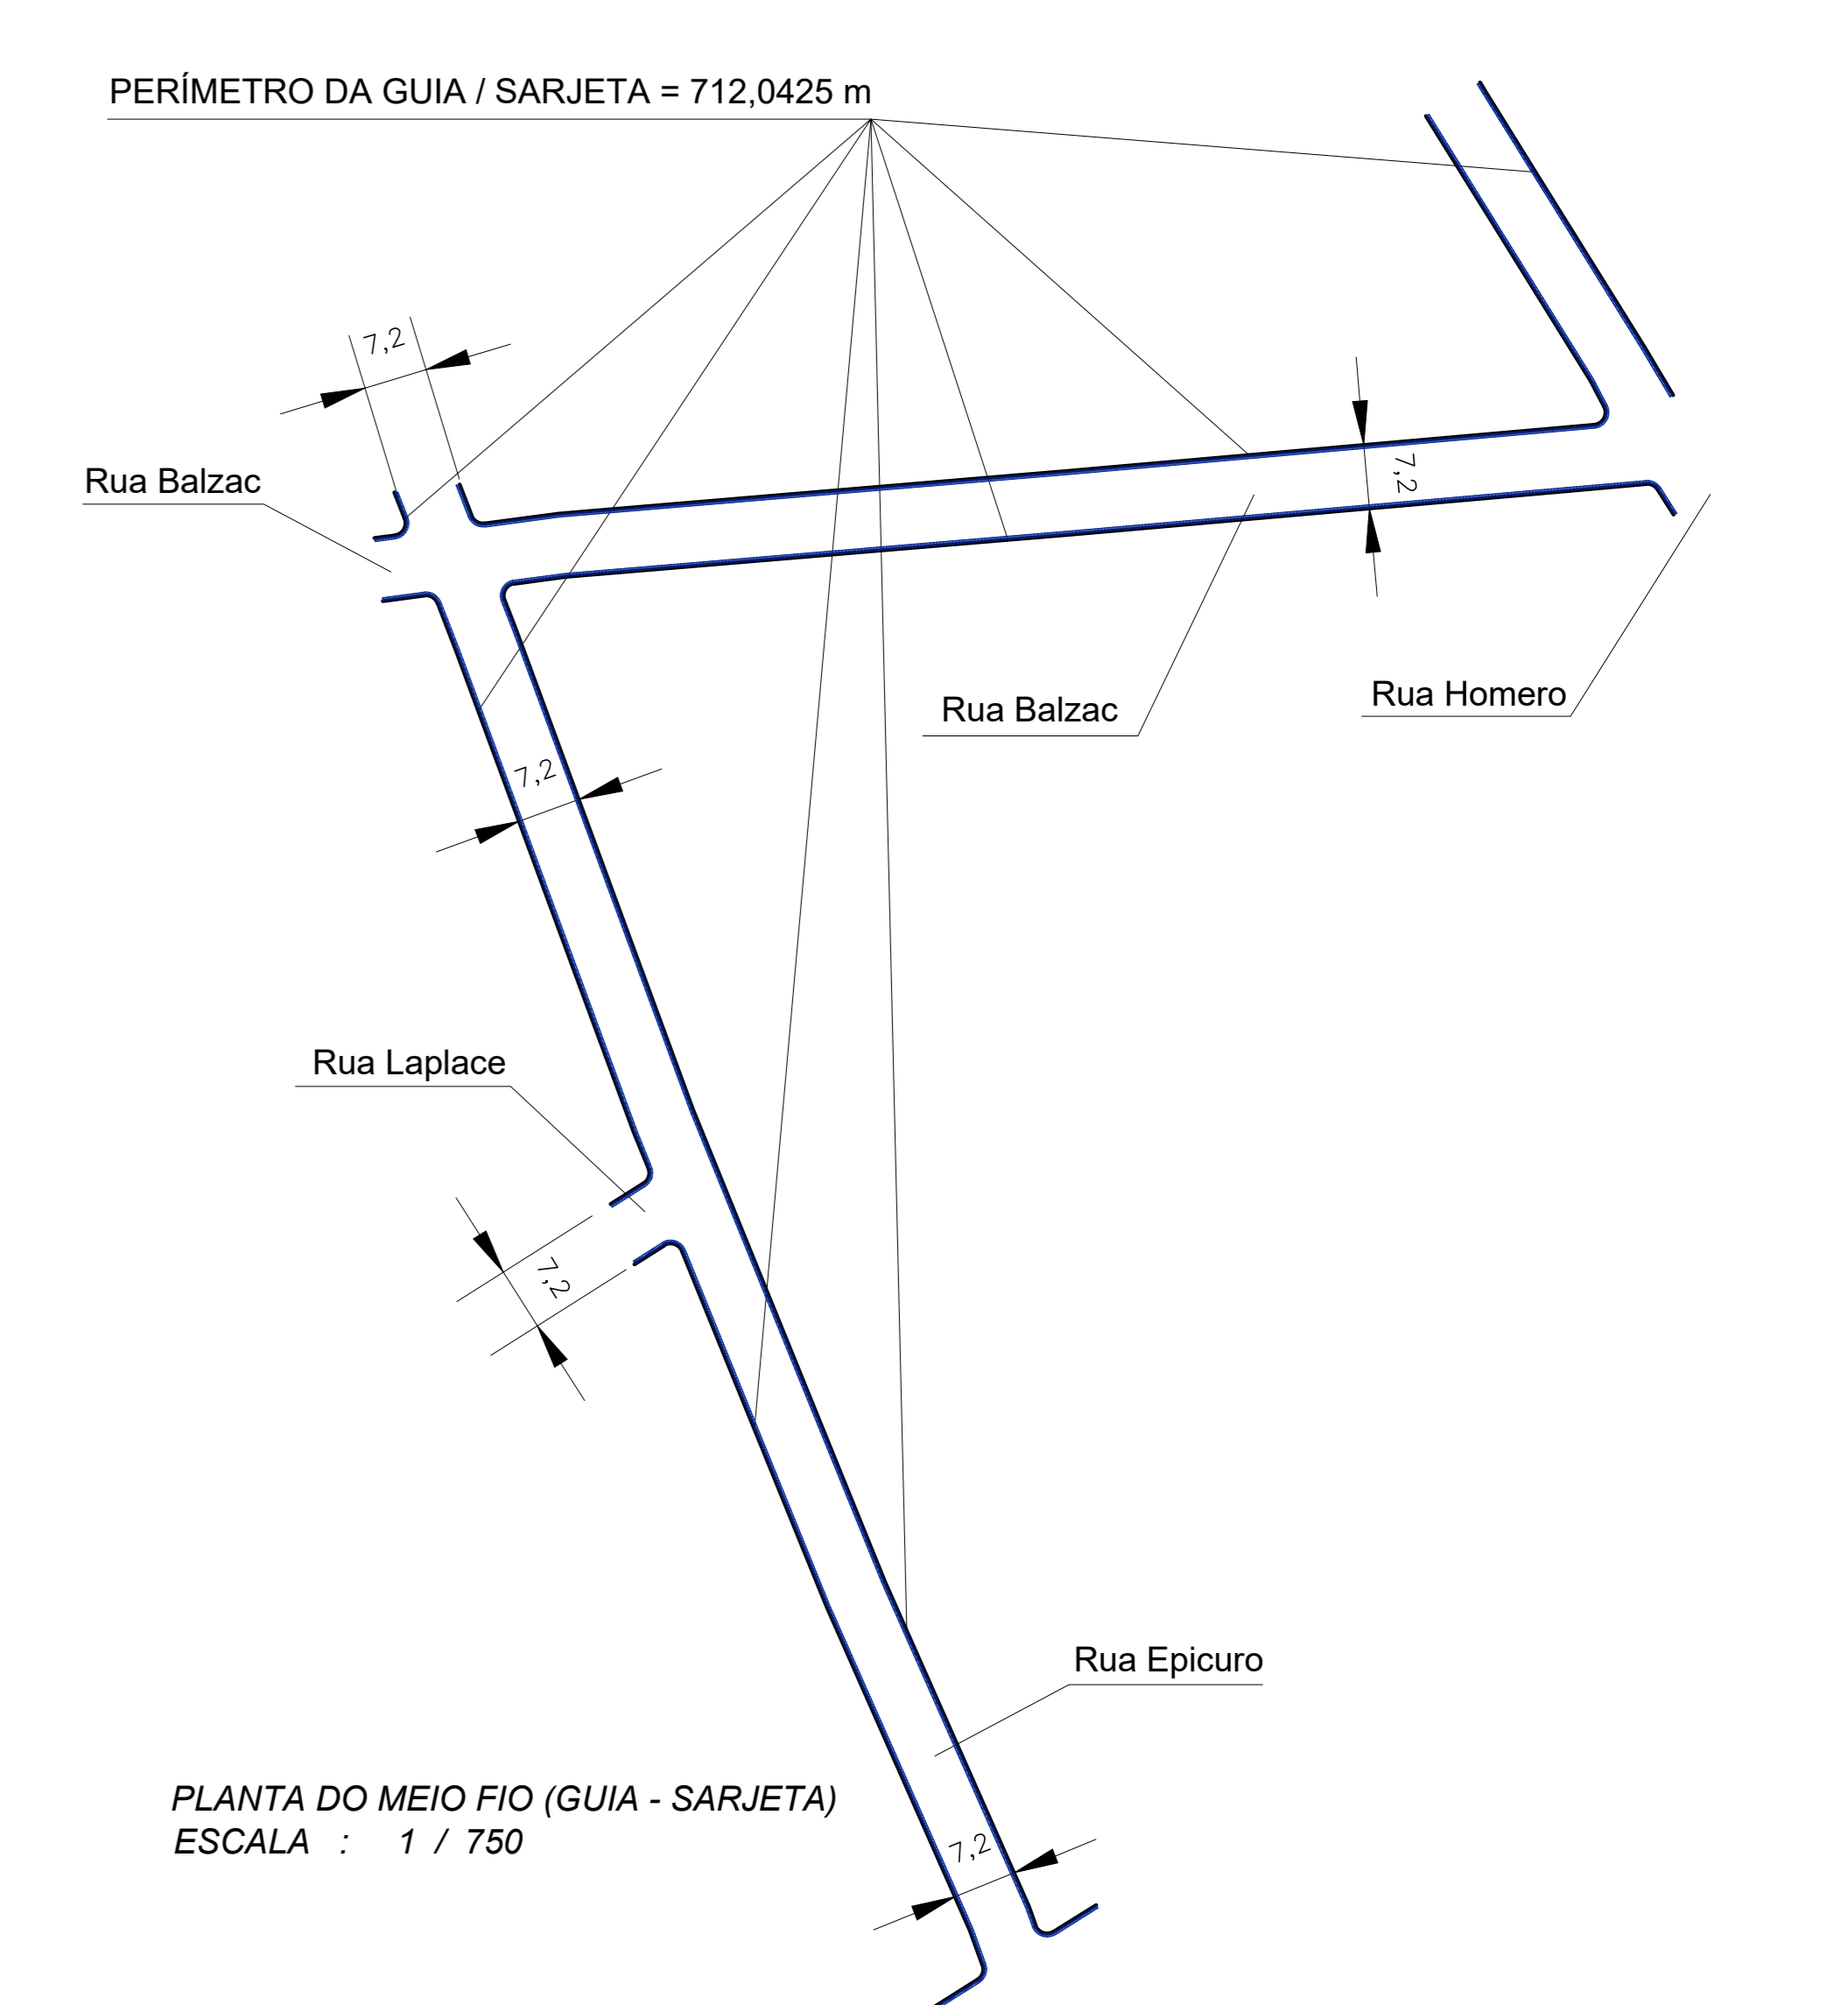 PERÍMETRO DA GUIA / SARJETA = 712,0425 m
7,2
7,2
Rua Balzac
Rua Homero
Rua Balzac
7,2
Rua Laplace
7,2
Rua Epicuro
PLANTA DO MEIO FIO (GUIA - SARJETA)
ESCALA : 1 / 750
7,2